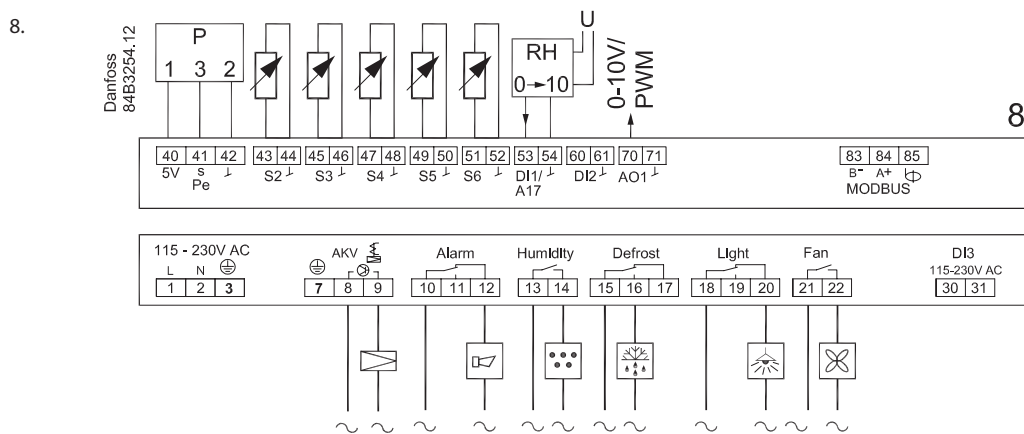 8.
Danfoss
84B3254.12
P
1 3 2
RH
0→10
U
0-10V/
PWM
8
40 41 42 43 44 45 46 47 48 49 50 51 52 53 54 60 61 70 71 83 84 85
5V s ⊥ S2 ⊥ S3 ⊥ S4 ⊥ S5 ⊥ S6 ⊥ DI1/ ⊥ DI2 ⊥ AO1 ⊥ B- A+
Pe A17 MODBUS
115 - 230V AC AKV Alarm Humidity Defrost Light Fan DI3
L N 115-230V AC
1 2 3 7 8 9 10 11 12 13 14 15 16 17 18 19 20 21 22 30 31